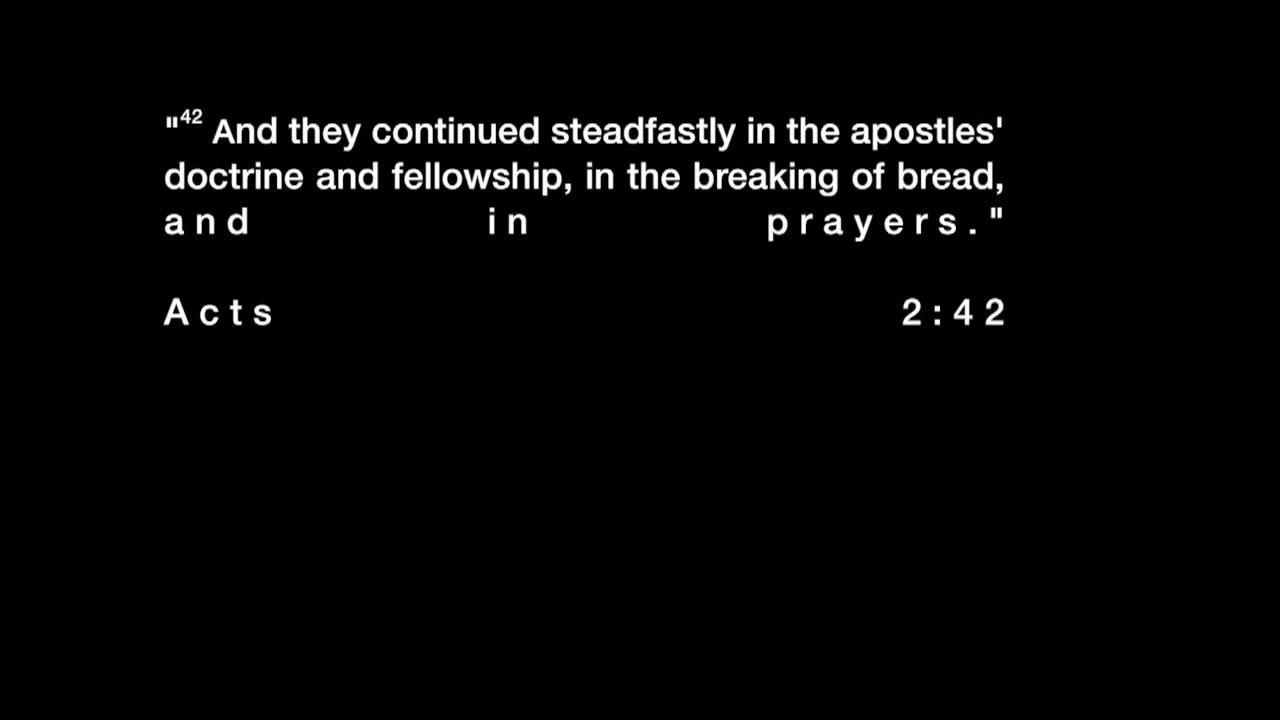 "42 And they continued steadfastly in the apostles'
doctrine and fellowship, in the breaking of bread,
and in prayers."
Acts 2:42